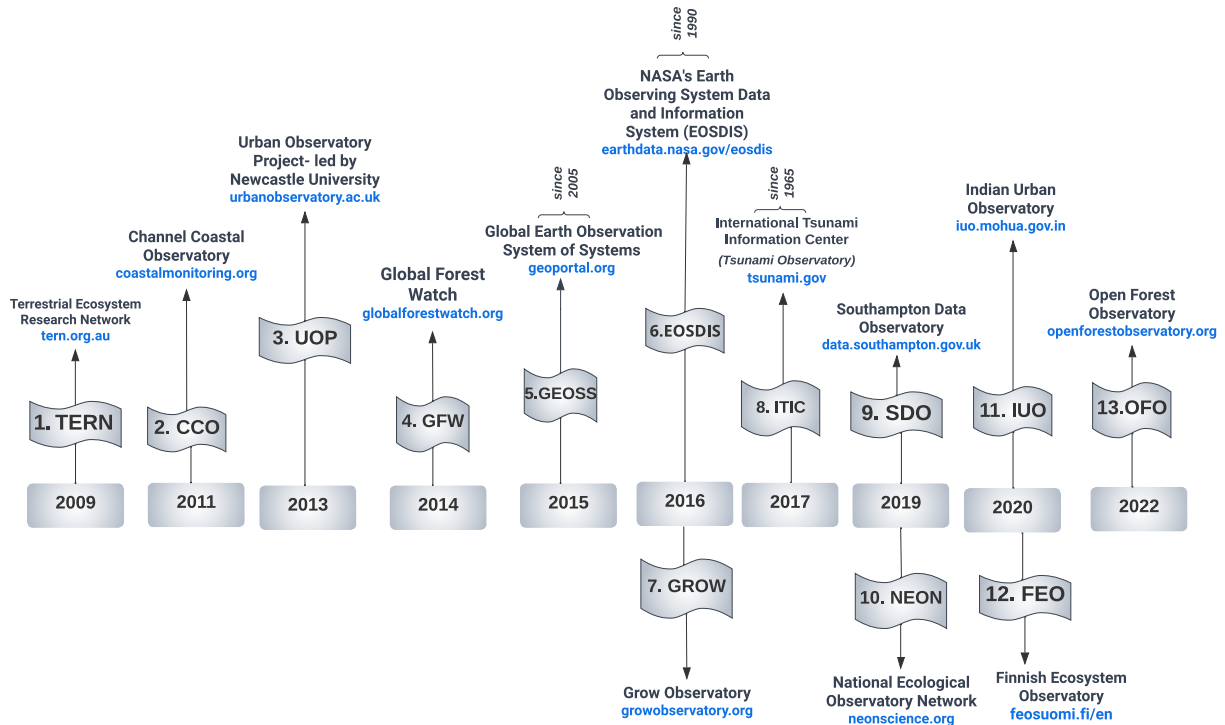 since
1990
NASA's Earth
Observing System Data
and Information
System (EOSDIS)
earthdata.nasa.gov/eosdis
Urban Observatory
Project- led by
Newcastle University
urbanobservatory.ac.uk
since
2005
since
1965
Indian Urban
Observatory
iuo.mohua.gov.in
Channel Coastal
Observatory
coastalmonitoring.org
Global Earth Observation
System of Systems
geoportal.org
International Tsunami
Information Center
(Tsunami Observatory)
tsunami.gov
Global Forest
Watch
globalforestwatch.org
Terrestrial Ecosystem
Research Network
tern.org.au
Southampton Data
Observatory
data.southampton.gov.uk
Open Forest
Observatory
openforestobservatory.org
1. TERN
2. CCO
3. UOP
4. GFW
5.GEOSS
6.EOSDIS
8. ITIC
9. SDO
11. IUO
13.OFO
2009
2011
2013
2014
2015
2016
2017
2019
2020
2022
7. GROW
10. NEON
12. FEO
Grow Observatory
growobservatory.org
National Ecological
Observatory Network
neonscience.org
Finnish Ecosystem
Observatory
feosuomi.fi/en